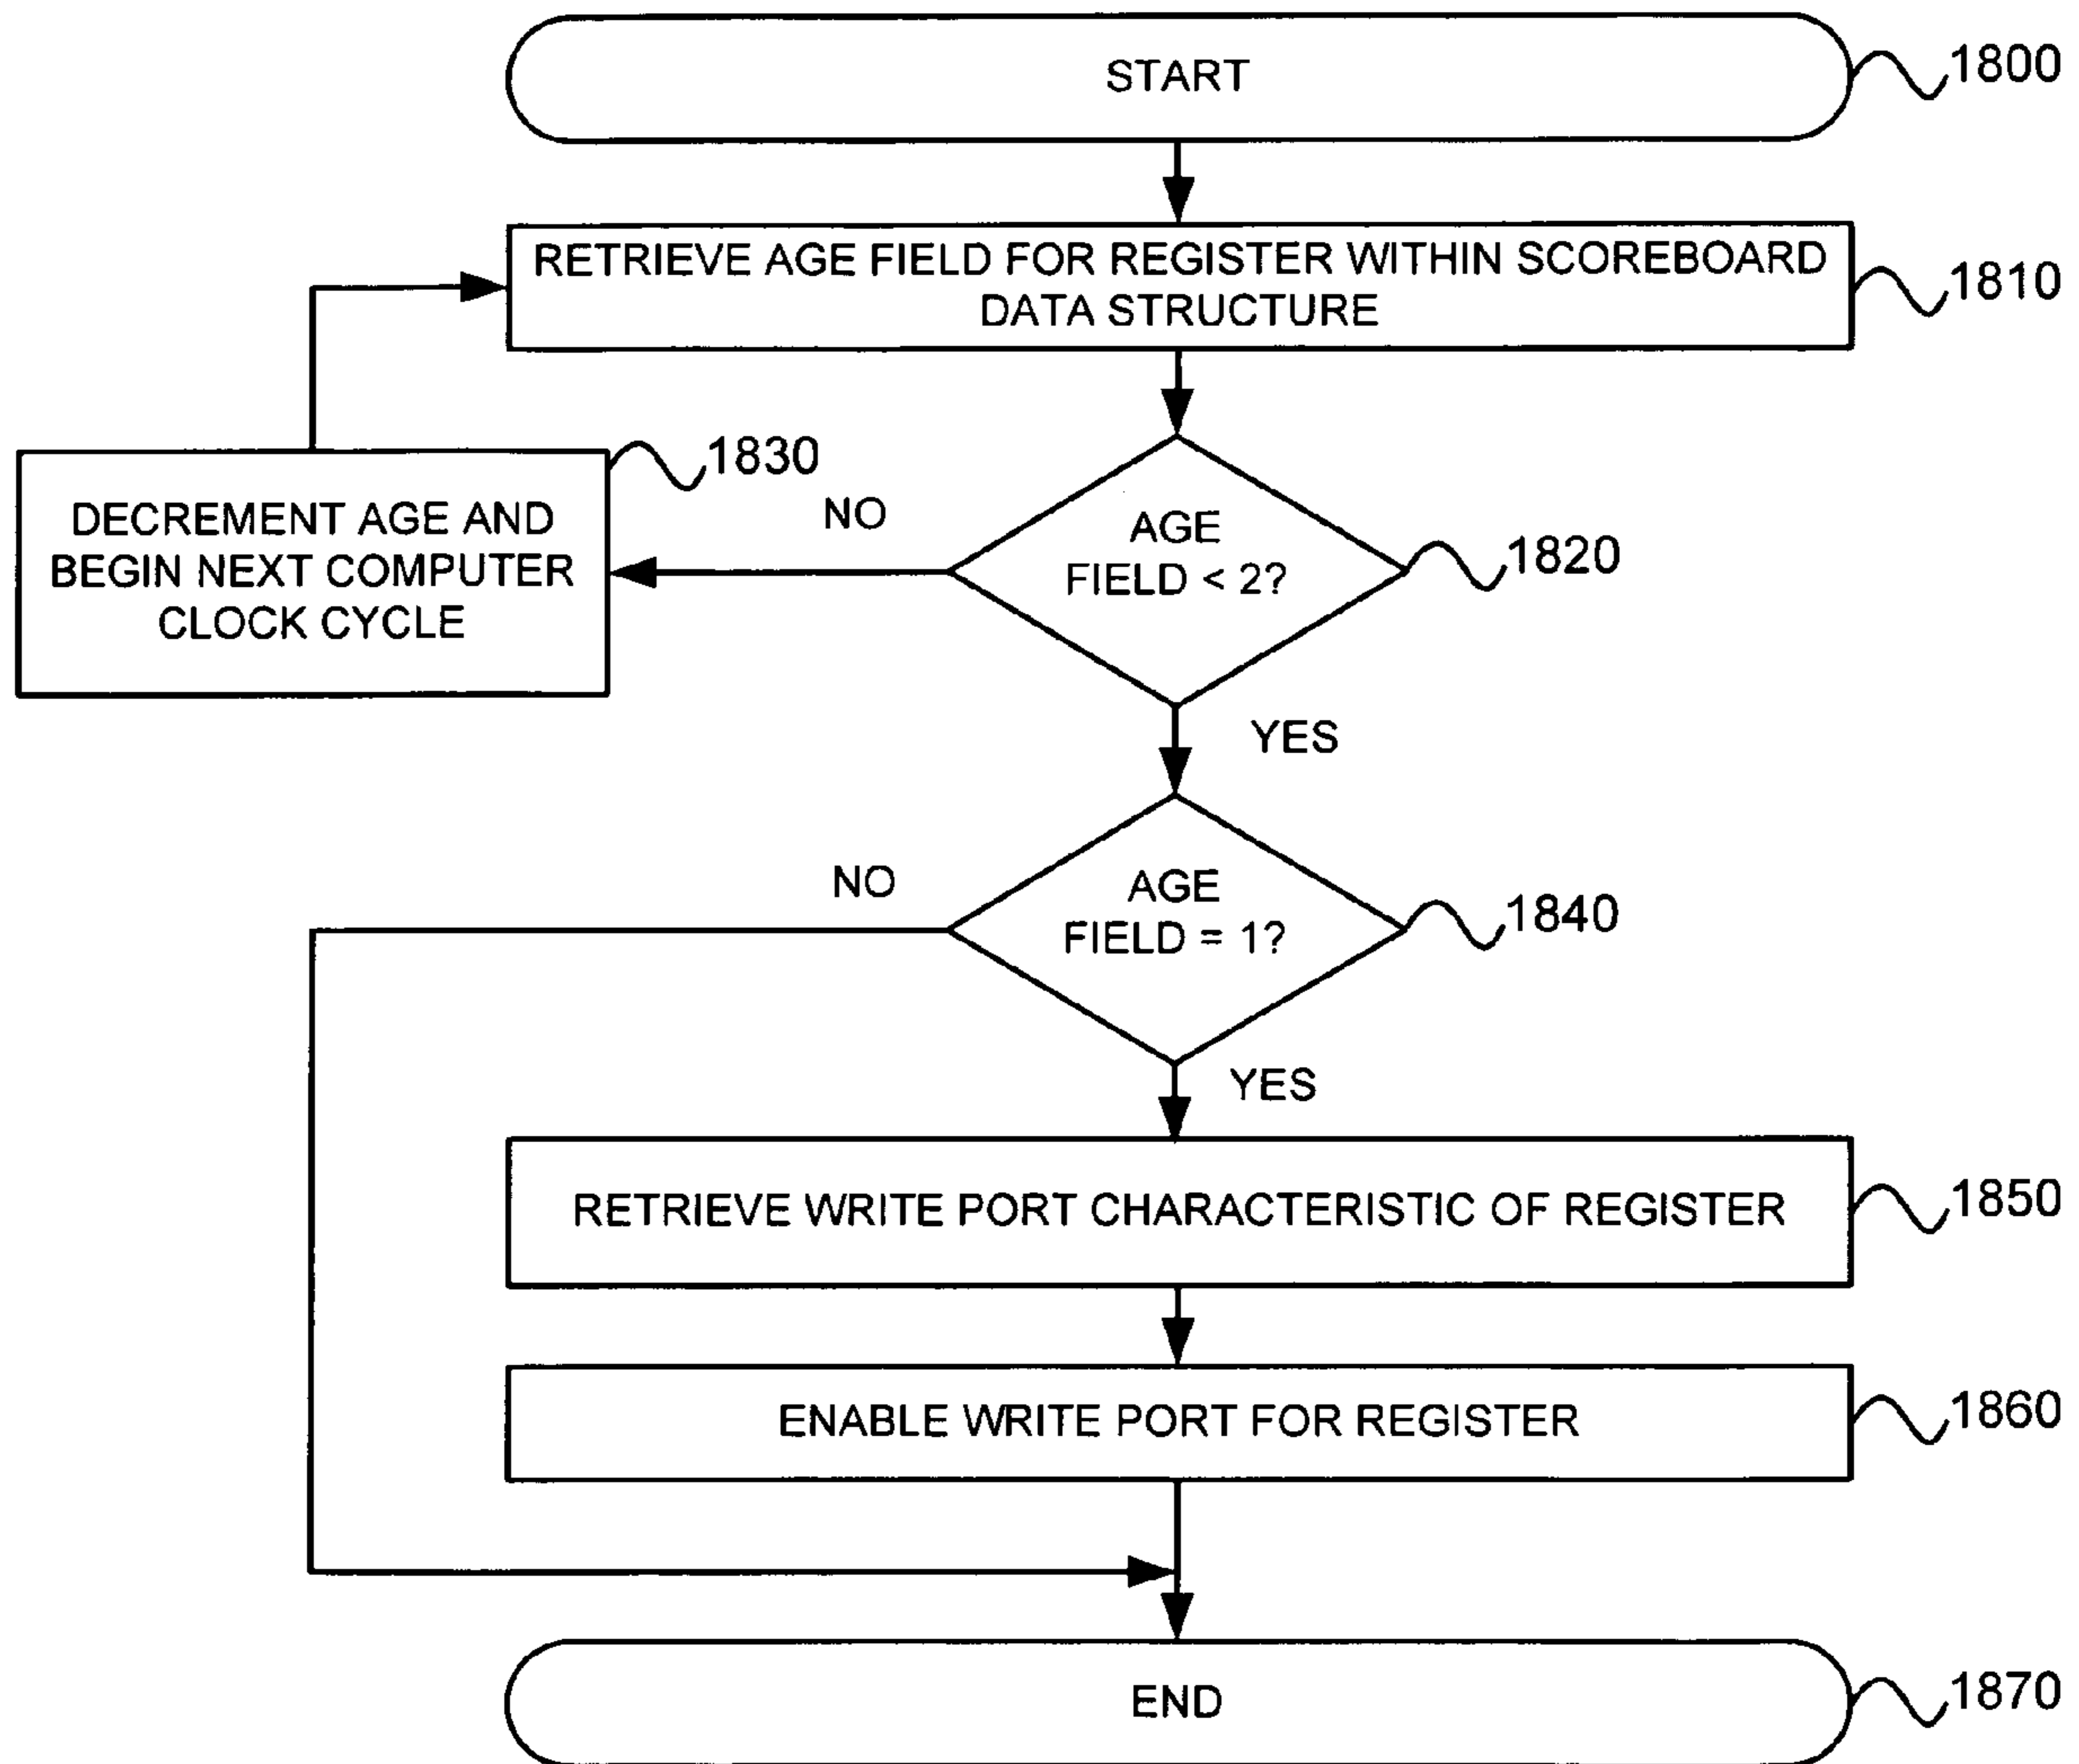 START
1800
RETRIEVE AGE FIELD FOR REGISTER WITHIN SCOREBOARD
DATA STRUCTURE
1810
1830
DECREMENT AGE AND
BEGIN NEXT COMPUTER
CLOCK CYCLE
NO
AGE
FIELD < 2?
1820
YES
NO
AGE
FIELD = 1?
1840
YES
RETRIEVE WRITE PORT CHARACTERISTIC OF REGISTER
1850
ENABLE WRITE PORT FOR REGISTER
1860
END
1870